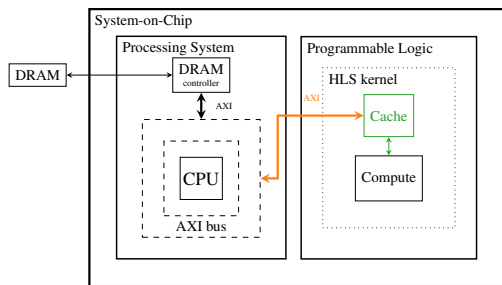 System-on-Chip
Processing System
Programmable Logic
DRAM
DRAM
controller
HLS kernel
AXI
AXI
Cache
CPU
Compute
AXI bus